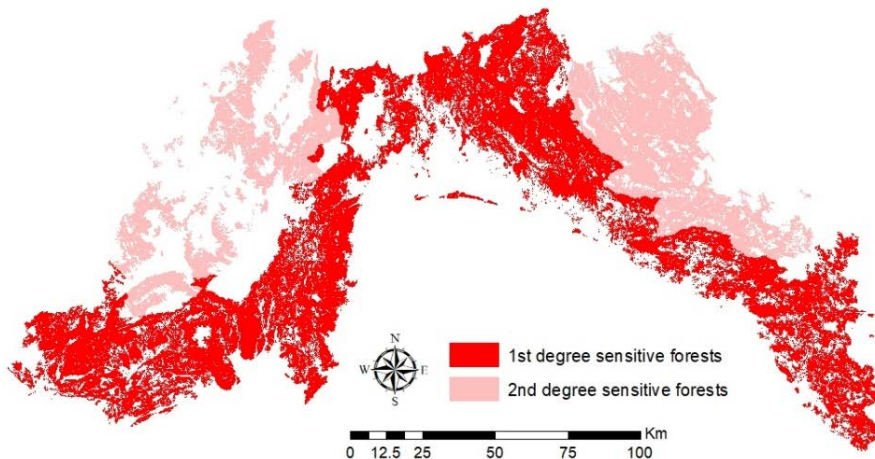 N
W E
S
1st degree sensitive forests
2nd degree sensitive forests
Km
0 12.5 25 50 75 100